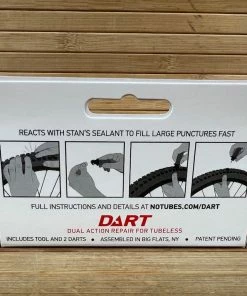 REACTS WITH STAN'S SEALANT TO FILL LARGE PUNCTURES FAST
FULL INSTRUCTIONS AND DETAILS AT NOTUBES.COM/DART
DART
DUAL ACTION REPAIR FOR TUBELESS
INCLUDES TOOL AND 2 DARTS • ASSEMBLED IN BIG FLATS, NY • PATENT PENDING